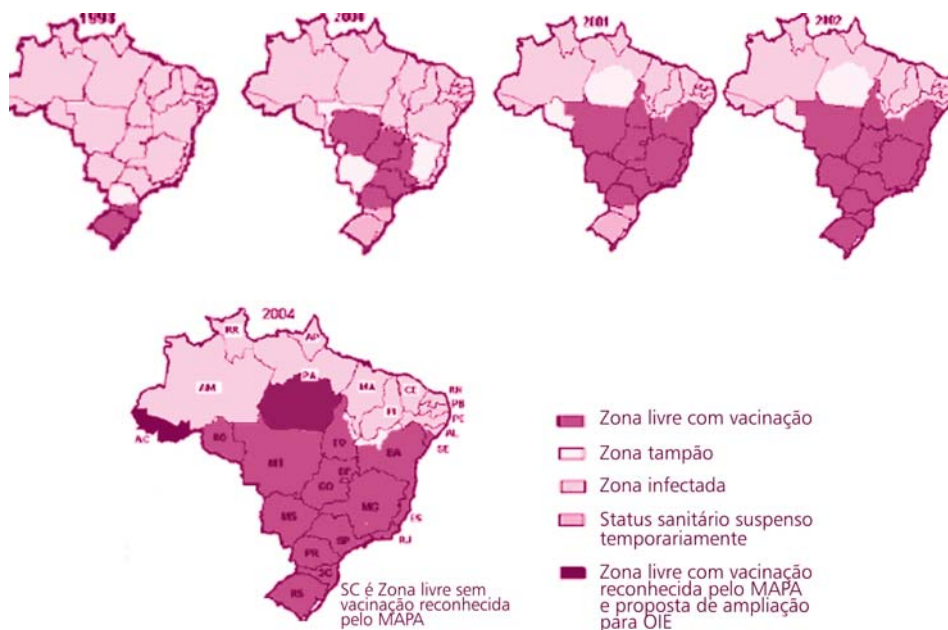 1998
2000
2001
2002
2004
RR
AP
AM
PA
MA
CE
RN
PB
PI
PE
AL
AC
SE
RO
TO
BA
MT
DF
GO
MG
MS
ES
SP
RJ
PR
SC
RS
SC é Zona livre sem
vacinação reconhecida
pelo MAPA
Zona livre com vacinação
Zona tampão
Zona infectada
Status sanitário suspenso
temporariamente
Zona livre com vacinação
reconhecida pelo MAPA
e proposta de ampliação
para OIE